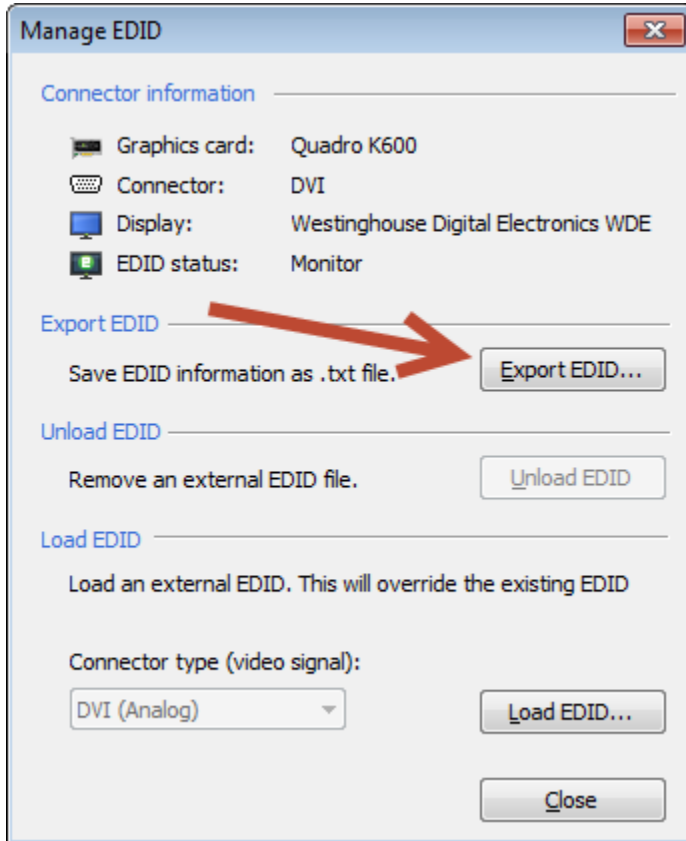 Manage EDID
Connector information
Graphics card: Quadro K600
Connector: DVI
Display: Westinghouse Digital Electronics WDE
EDID status: Monitor
Export EDID
Save EDID information as .txt file. Export EDID...
Unload EDID
Remove an external EDID file. Unload EDID
Load EDID
Load an external EDID. This will override the existing EDID
Connector type (video signal):
DVI (Analog) Load EDID...
Close